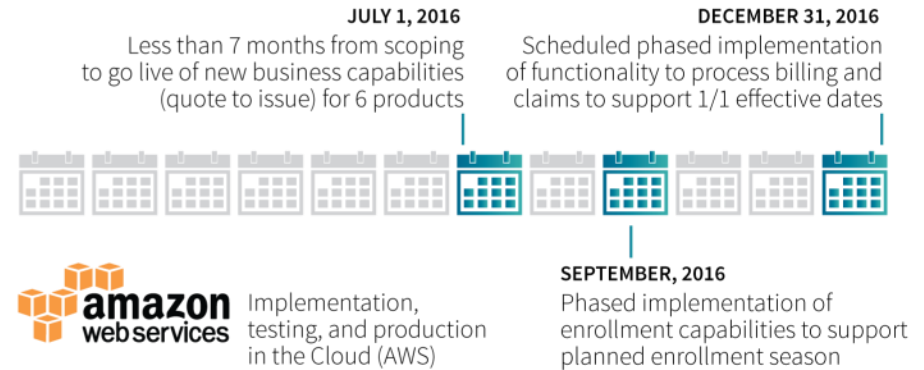 JULY 1, 2016
Less than 7 months from scoping
to go live of new business capabilities
(quote to issue) for 6 products
DECEMBER 31, 2016
Scheduled phased implementation
of functionality to process billing and
claims to support 1/1 effective dates
SEPTEMBER, 2016
Phased implementation of
enrollment capabilities to support
planned enrollment season
amazon
webservices
Implementation,
testing, and production
in the Cloud (AWS)